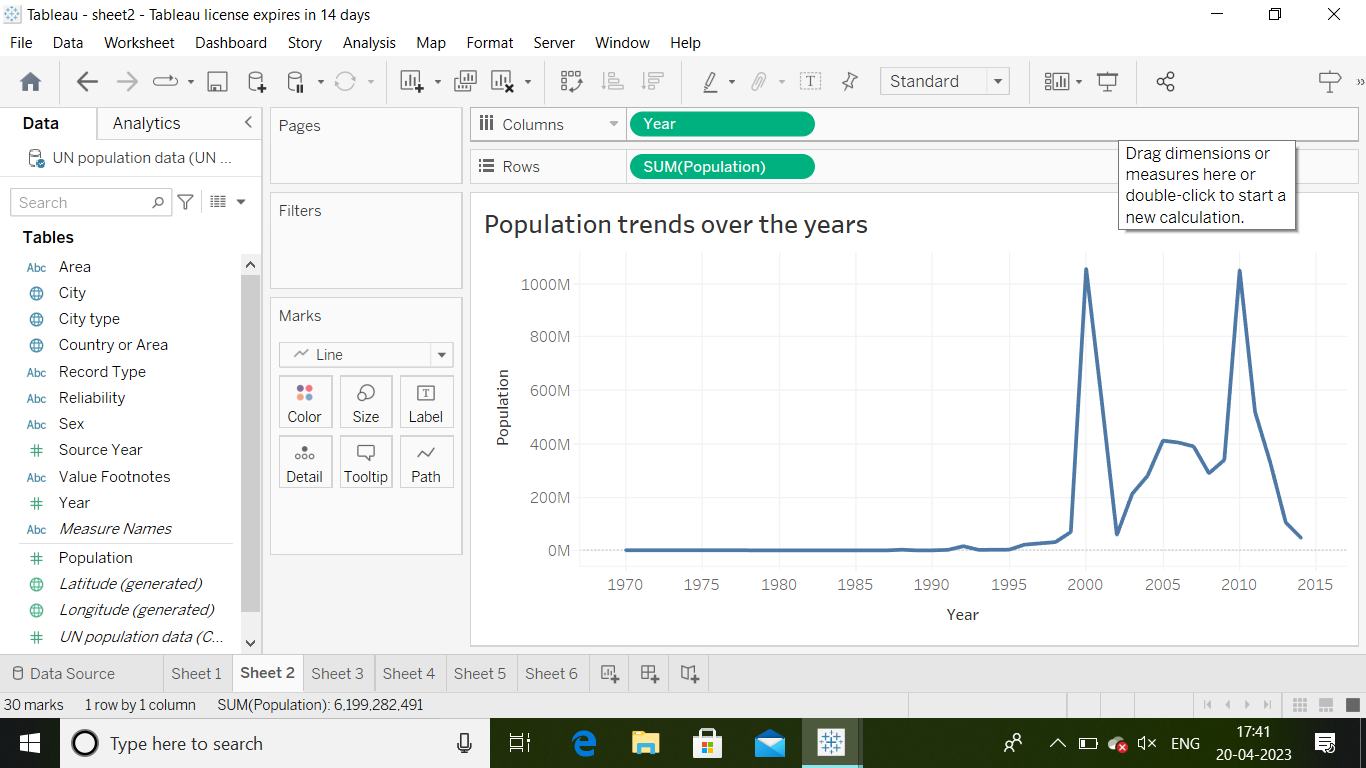 Tableau - sheet2 - Tableau license expires in 14 days
File Data Worksheet Dashboard Story Analysis Map Format Server Window Help
Standard
Data Analytics
UN population data (UN ...
Search
Tables
Abc Area
City
City type
Country or Area
Abc Record Type
Abc Reliability
Abc Sex
Source Year
Abc Value Footnotes
Year
Abc Measure Names
Population
Latitude (generated)
Longitude (generated)
UN population data (C...
Pages
Filters
Marks
Line
Color Size Label
Detail Tooltip Path
Columns Year
Rows SUM(Population)
Drag dimensions or
measures here or
double-click to start a
new calculation.
Population trends over the years
1000M
800M
600M
400M
200M
0M
Population
1970 1975 1980 1985 1990 1995 2000 2005 2010 2015
Year
Data Source Sheet 1 Sheet 2 Sheet 3 Sheet 4 Sheet 5 Sheet 6
30 marks 1 row by 1 column SUM(Population): 6,199,282,491
Type here to search
ENG
17:41
20-04-2023